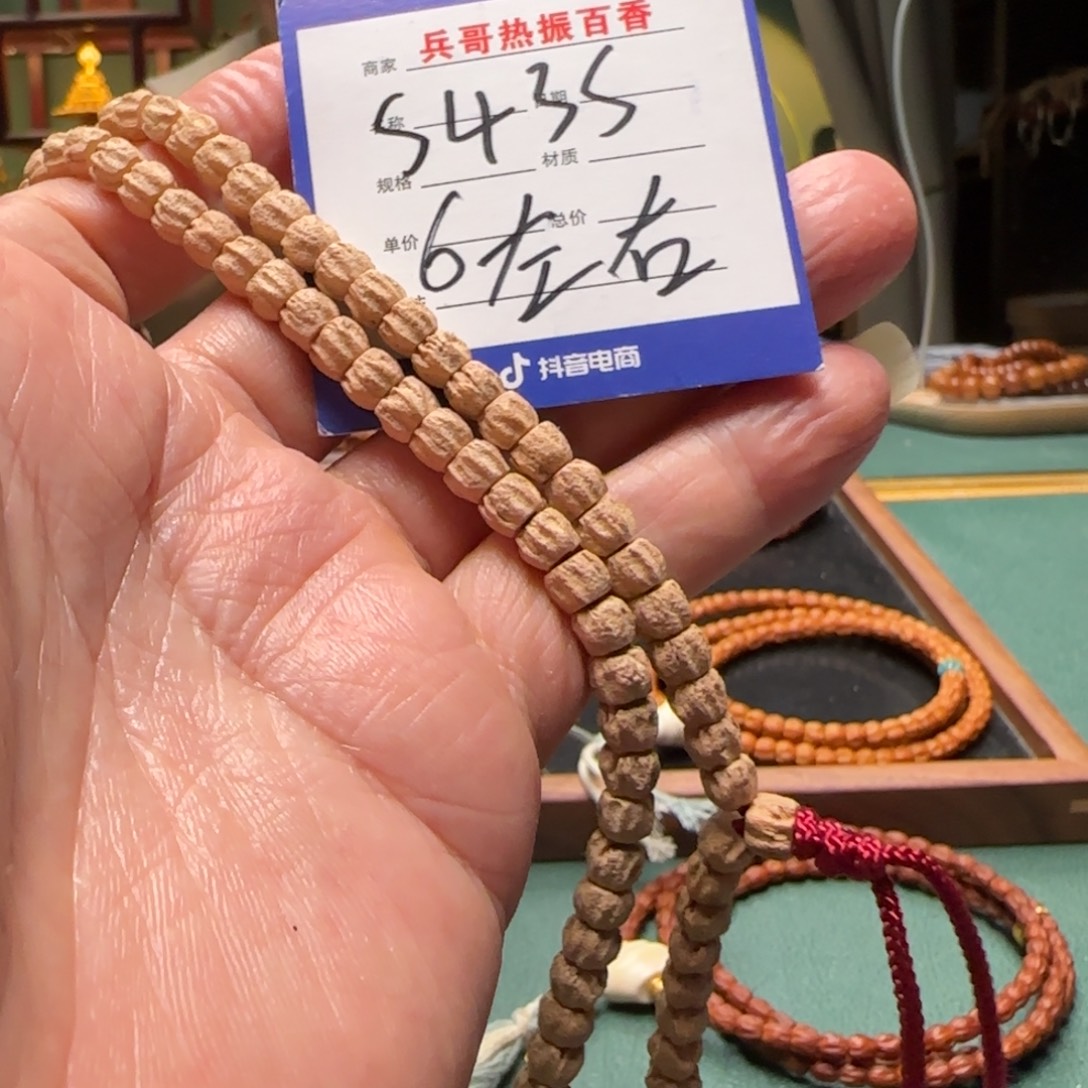 商家 兵哥热振百香
名称 S435 日期
规格 材质
单价 6左右 总价
抖音电商